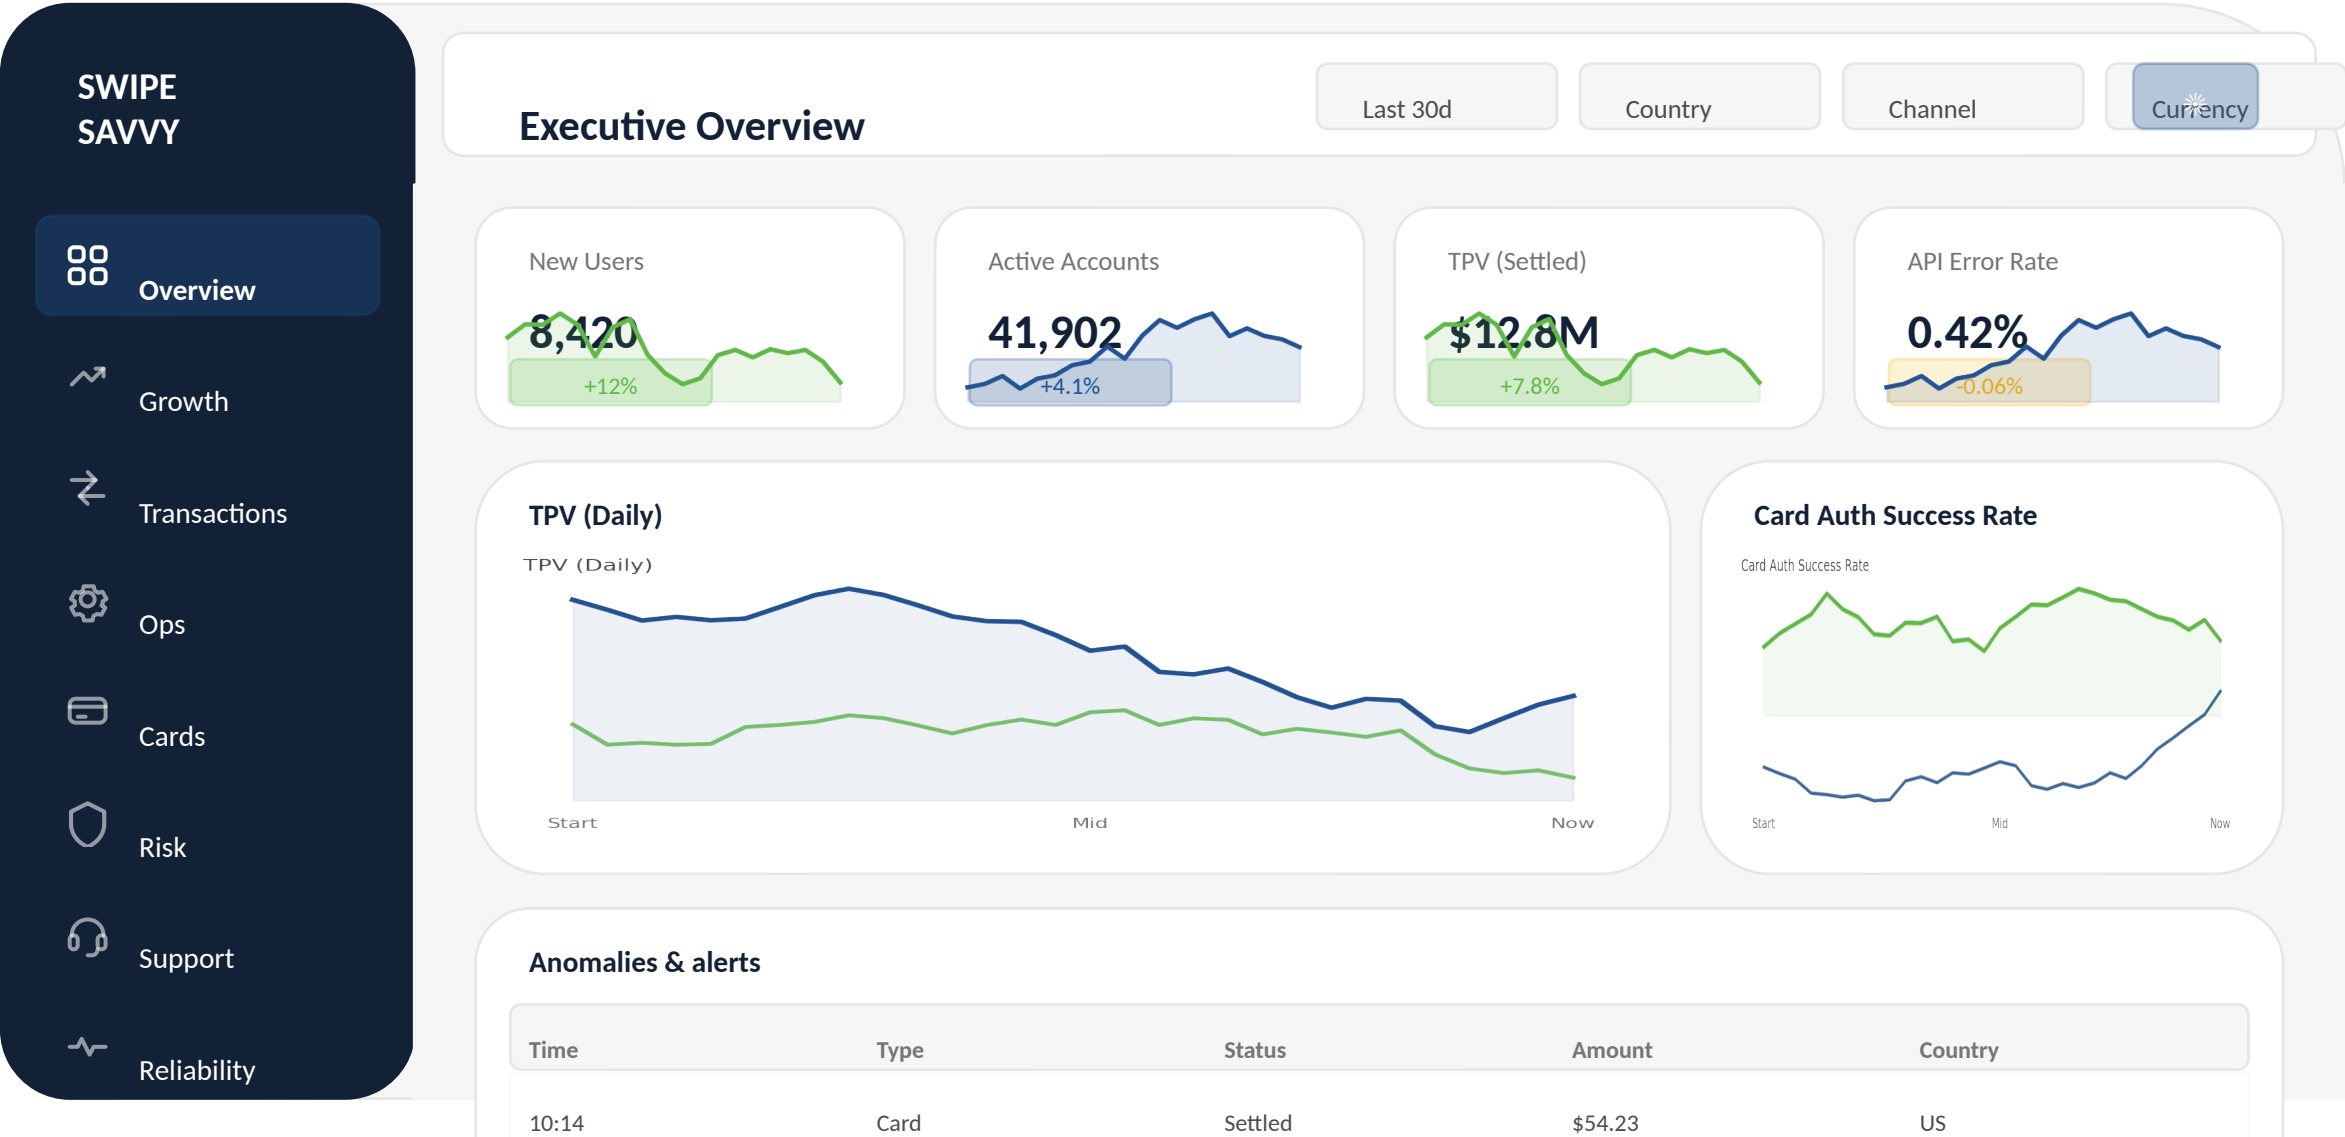 SWIPE
SAVVY
Executive Overview
Last 30d
Country
Channel
Currency
Overview
Growth
Transactions
Ops
Cards
Risk
Support
Reliability
New Users
8,420
+12%
Active Accounts
41,902
+4.1%
TPV (Settled)
$12.8M
+7.8%
API Error Rate
0.42%
-0.06%
TPV (Daily)
TPV (Daily)
Start Mid Now
Card Auth Success Rate
Card Auth Success Rate
Start Mid Now
Anomalies & alerts
Time Type Status Amount Country
10:14 Card Settled $54.23 US